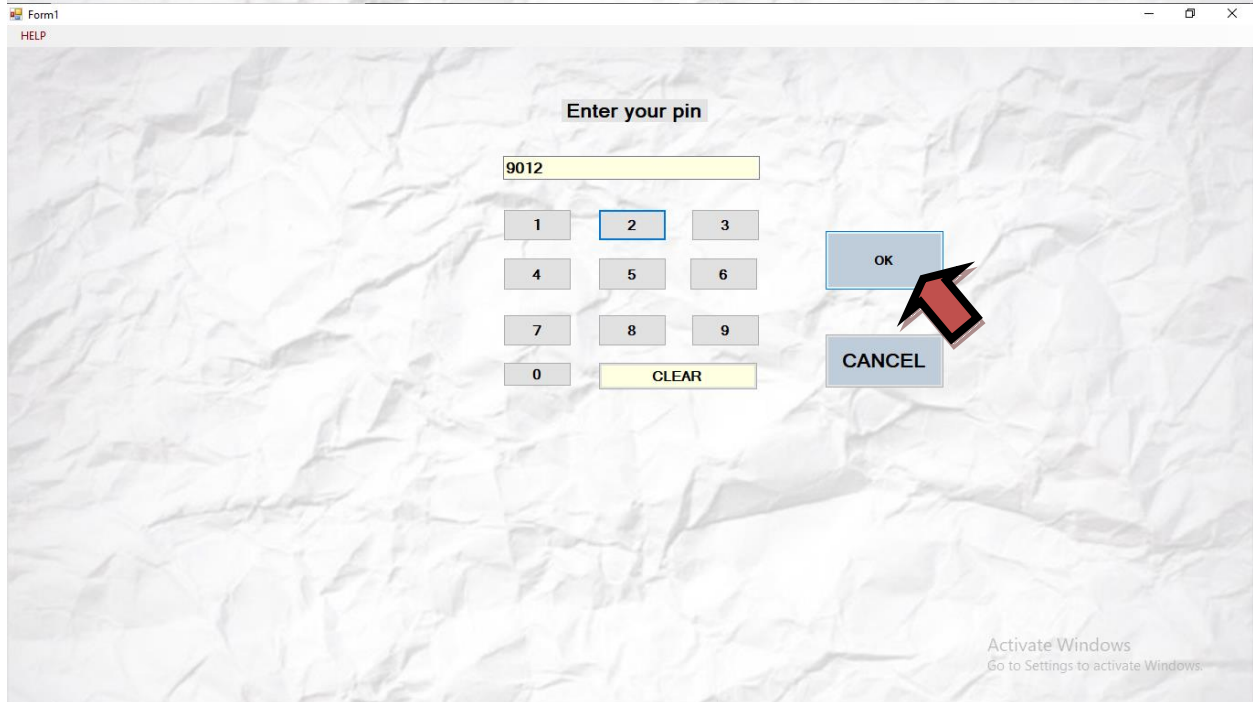 Form1
HELP
Enter your pin
9012
1 2 3
OK
4 5 6
7 8 9
CANCEL
0 CLEAR
Activate Windows
Go to Settings to activate Windows.